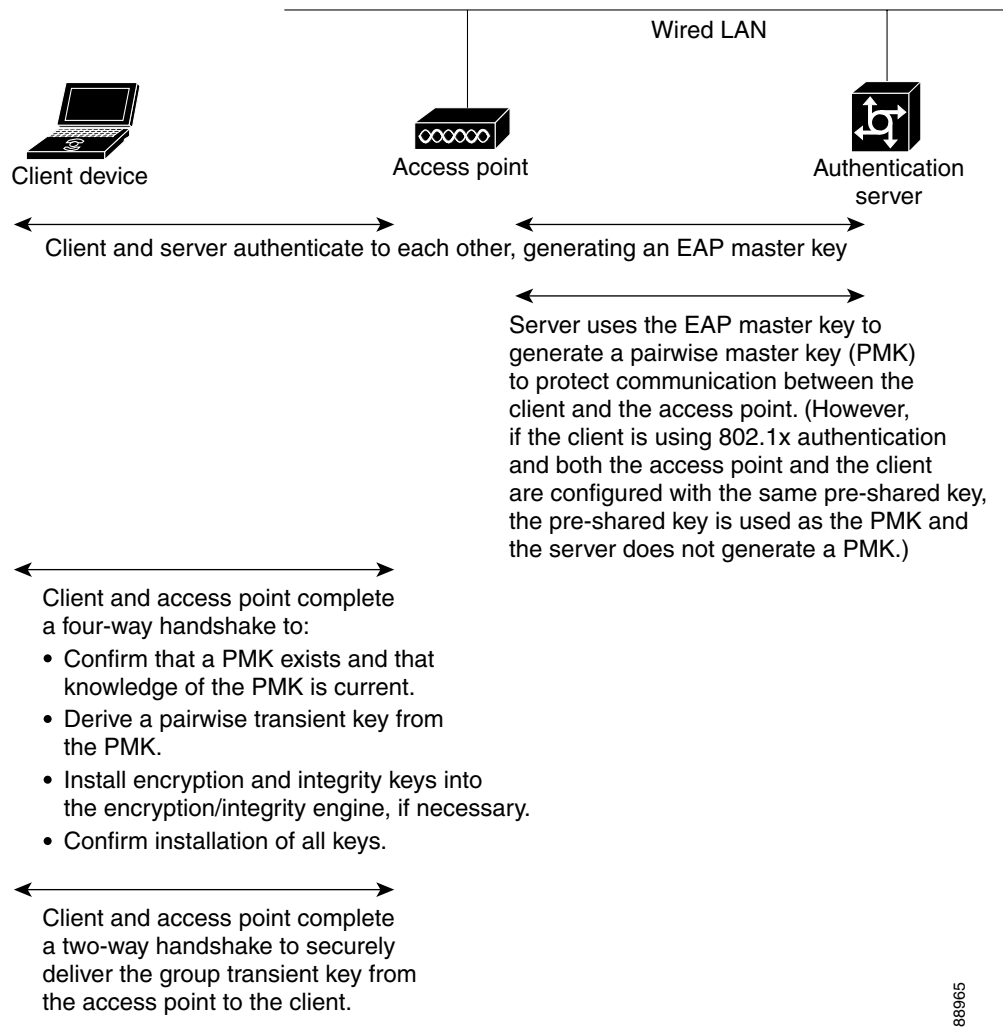 Wired LAN
Client device
Access point
Authentication
server
Client and server authenticate to each other, generating an EAP master key
Server uses the EAP master key to
generate a pairwise master key (PMK)
to protect communication between the
client and the access point. (However,
if the client is using 802.1x authentication
and both the access point and the client
are configured with the same pre-shared key,
the pre-shared key is used as the PMK and
the server does not generate a PMK.)
Client and access point complete
a four-way handshake to:
• Confirm that a PMK exists and that
knowledge of the PMK is current.
• Derive a pairwise transient key from
the PMK.
• Install encryption and integrity keys into
the encryption/integrity engine, if necessary.
• Confirm installation of all keys.
Client and access point complete
a two-way handshake to securely
deliver the group transient key from
the access point to the client.
88965